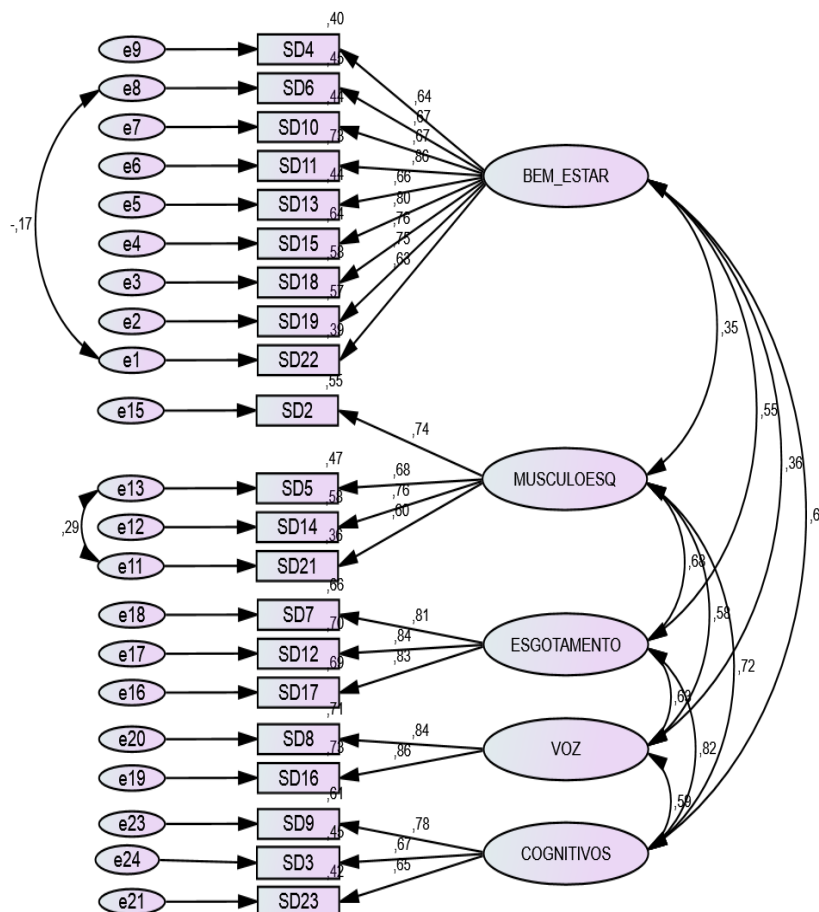 ,40
e9 SD4
,45
e8 SD6
,64
,44
,67
e7 SD10
,67
,73
,86
e6 SD11
BEM_ESTAR
,44
,66
e5 SD13
,80
,64
-,17
,76
e4 SD15
,75
,58
,63
e3 SD18
,57
e2 SD19
,35
,39
e1 SD22
,55
e15 SD2
,55
,74
,47
,36
,68
e13 SD5 MUSCULOESQ
,58
,76
,60
e12 SD14
,29
,6
,36
e11 SD21
,68
,66
e18 SD7
,81
,58
,70
,84
e17 SD12 ESGOTAMENTO
,69
,83
,72
e16 SD17
,63
,71
e20 SD8
,84
,73
,86
VOZ
,82
e19 SD16
,61
,59
e23 SD9
,78
,45
,67
e24 SD3 COGNITIVOS
,42
,65
e21 SD23